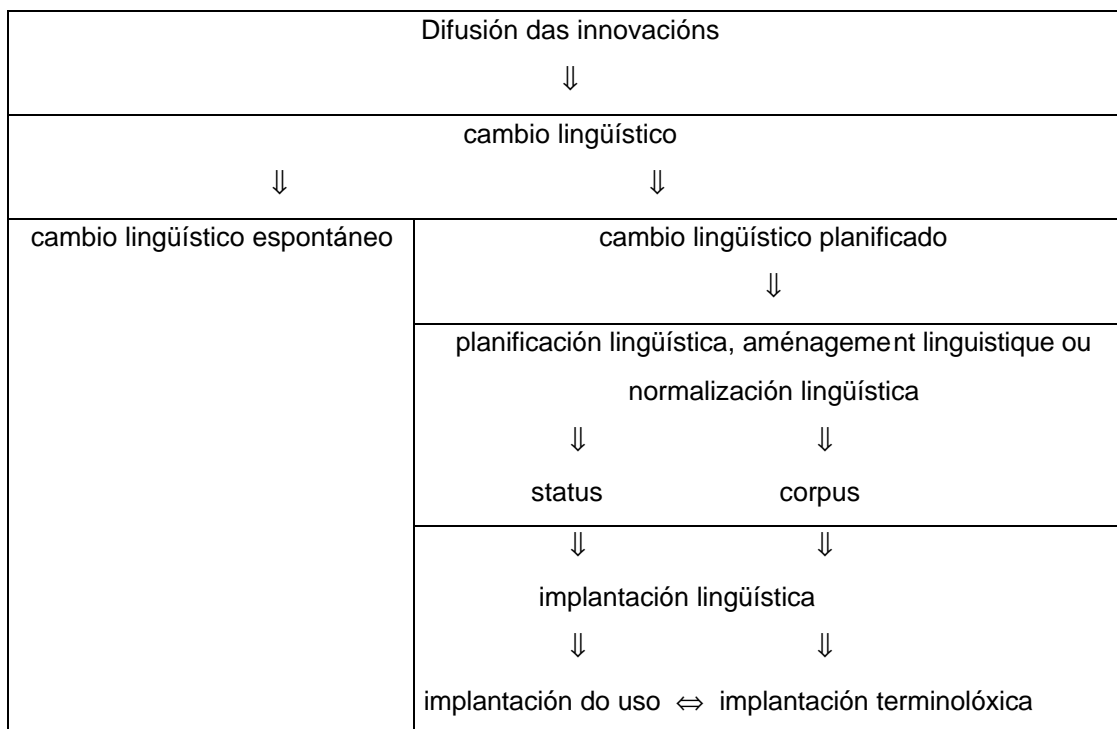 Difusión das innovacións
⇓
cambio lingüístico
⇓ ⇓
cambio lingüístico espontáneo
cambio lingüístico planificado
⇓
planificación lingüística, aménagement linguistique ou
normalización lingüística
⇓ ⇓
status corpus
⇓ ⇓
implantación lingüística
⇓ ⇓
implantación do uso ⇔ implantación terminolóxica